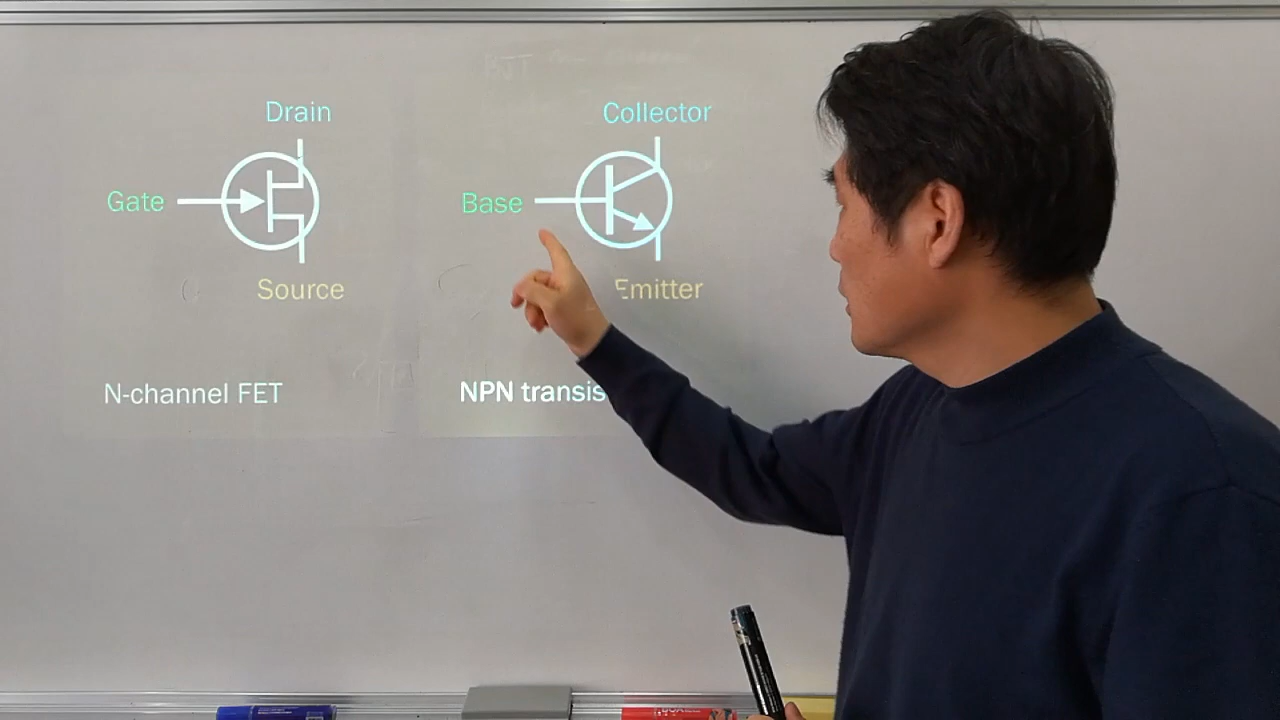 Drain
Collector
Gate
Base
Source
Emitter
N-channel FET
NPN transis